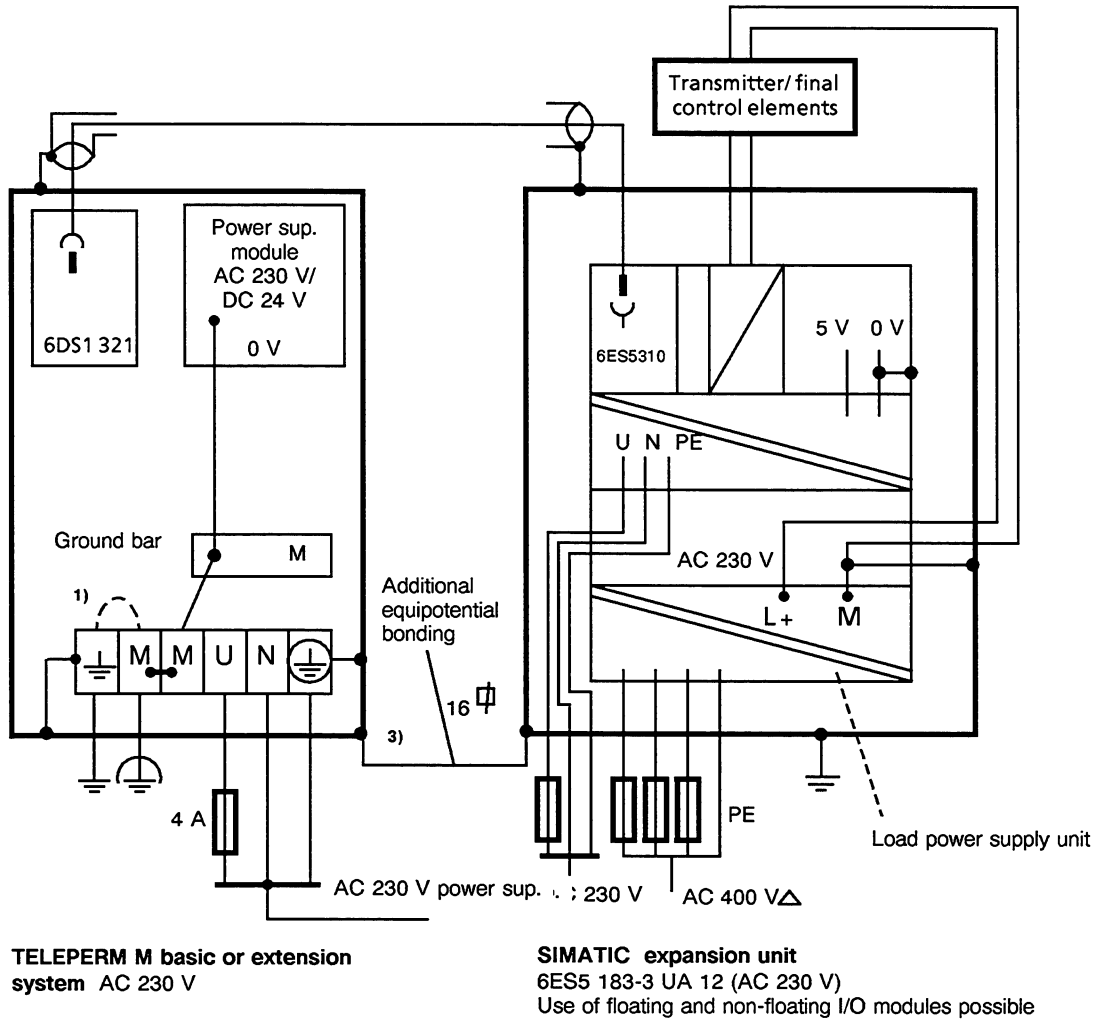 Transmitter/ final
control elements
Power sup.
module
AC 230 V/
DC 24 V
0 V
6DS1 321
5 V 0 V
6ES5310
U N PE
Ground bar
M
AC 230 V
1)
Additional
equipotential
bonding
L+ M
M M U N
16
3)
4 A
PE
Load power supply unit
AC 230 V power sup.
C 230 V
AC 400 V△
TELEPERM M basic or extension
system AC 230 V
SIMATIC expansion unit
6ES5 183-3 UA 12 (AC 230 V)
Use of floating and non-floating I/O modules possible